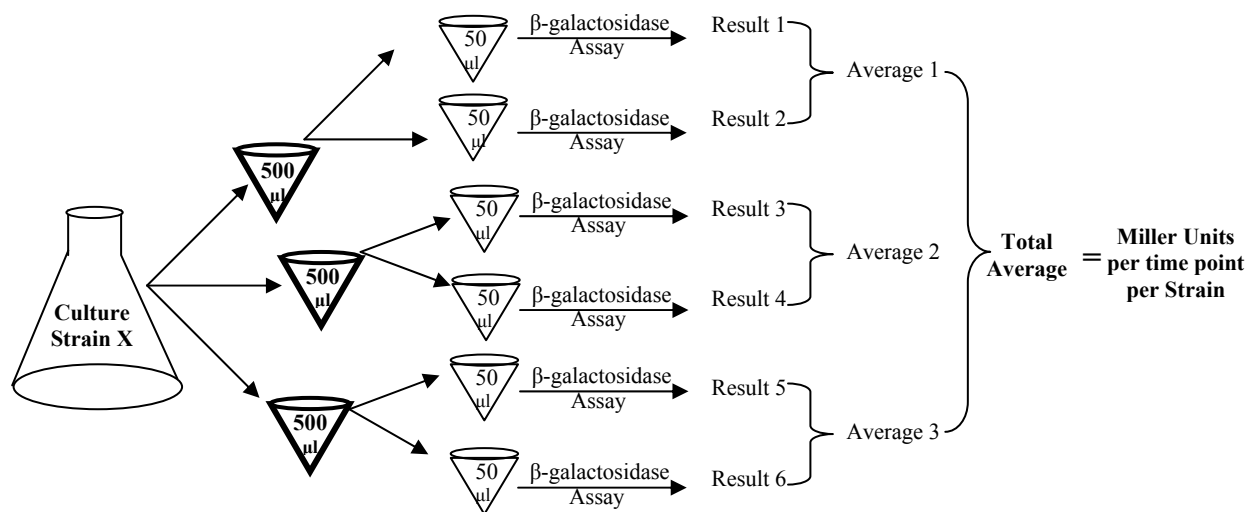 50
µl
β-galactosidase
Assay
Result 1
Average 1
50
µl
β-galactosidase
Assay
Result 2
500
µl
50
µl
β-galactosidase
Assay
Result 3
Culture
Strain X
500
µl
Average 2
Total
Average
=
Miller Units
per time point
per Strain
50
µl
β-galactosidase
Assay
Result 4
50
µl
β-galactosidase
Assay
Result 5
500
µl
Average 3
50
µl
β-galactosidase
Assay
Result 6